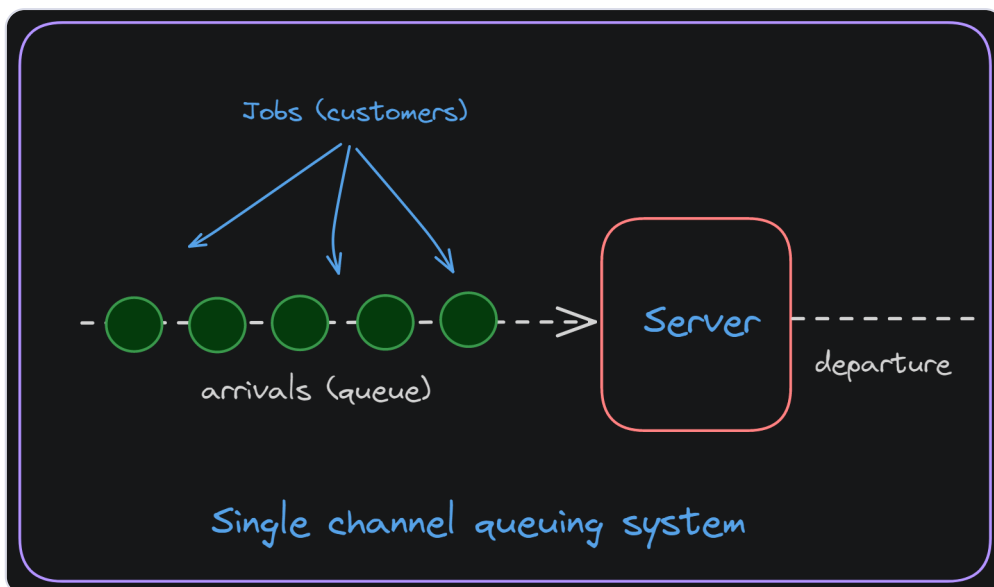 Jobs (customers)
Server
departure
arrivals (queue)
Single channel queuing system